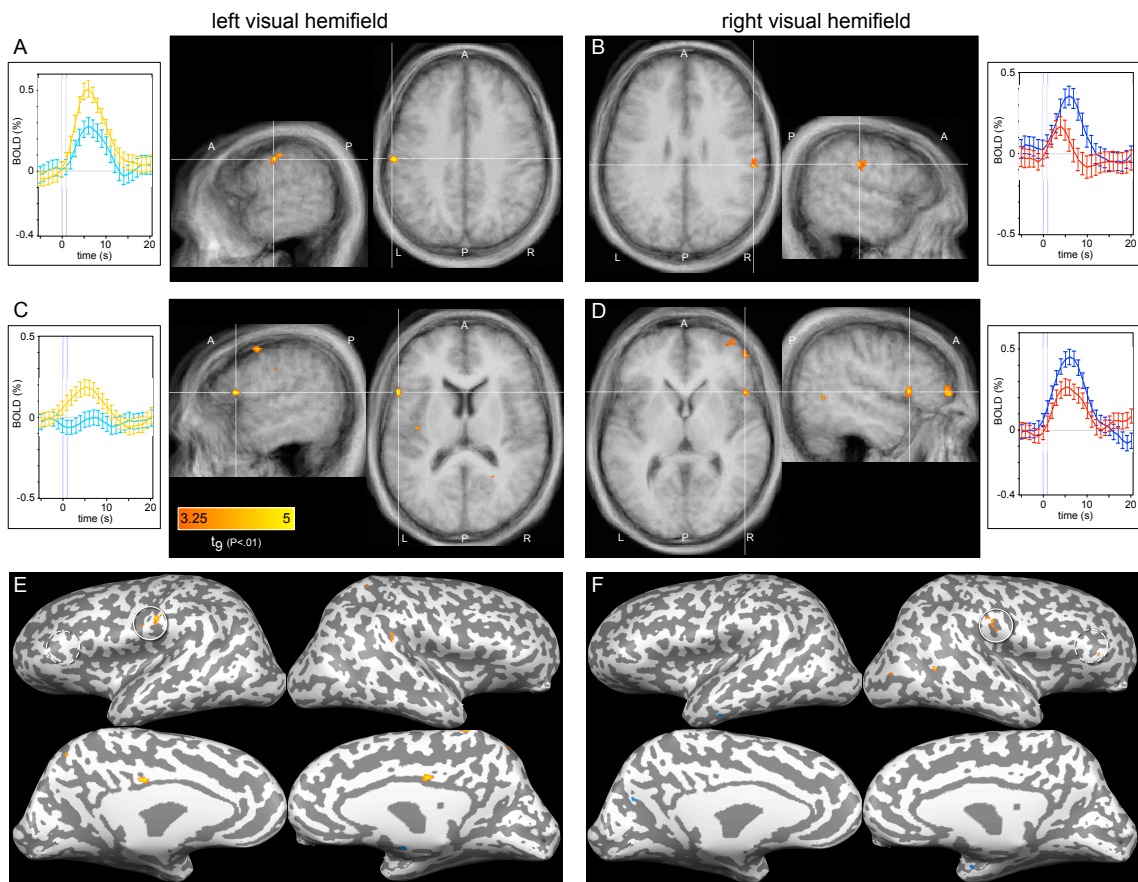 left visual hemifield
right visual hemifield
A
BOLD (%)
0.5
0
-0.4
0
10
20
time (s)
A
P
A
L
P
R
B
A
L
P
R
P
A
BOLD (%)
0.5
0
-0.5
0
10
20
time (s)
C
BOLD (%)
0.5
0
-0.5
0
10
20
time (s)
A
P
A
L
P
R
3.25
5
t9 (P<.01)
D
A
L
P
R
P
A
BOLD (%)
0.5
0
-0.4
0
10
20
time (s)
E
F